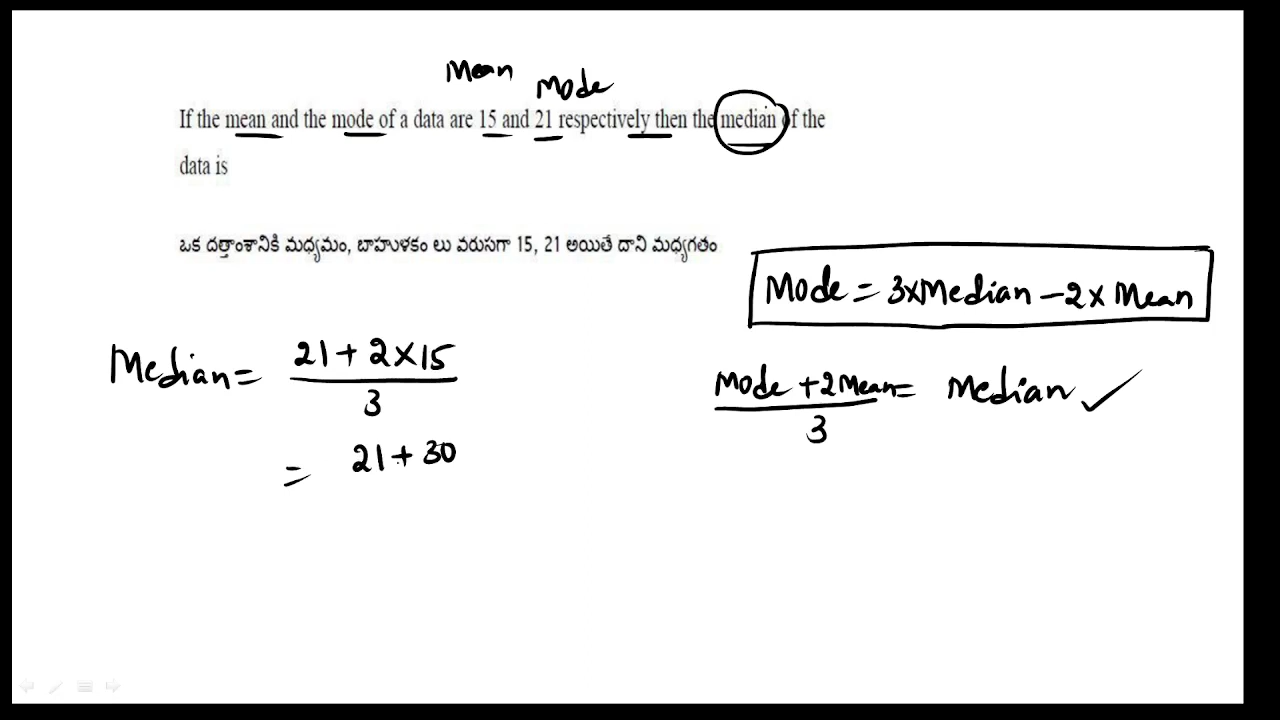 Mean
Mode
If the mean and the mode of a data are 15 and 21 respectively then the median of the
data is
ఒక దత్తాంశానికి మధ్యమం, బాహుళకం లు వరుసగా 15, 21 అయితే దాని మధ్యగతం
Mode = 3×Median − 2× Mean
Median = 21 + 2×15
3
= 21 + 30
Mode + 2Mean = Median ✓
3